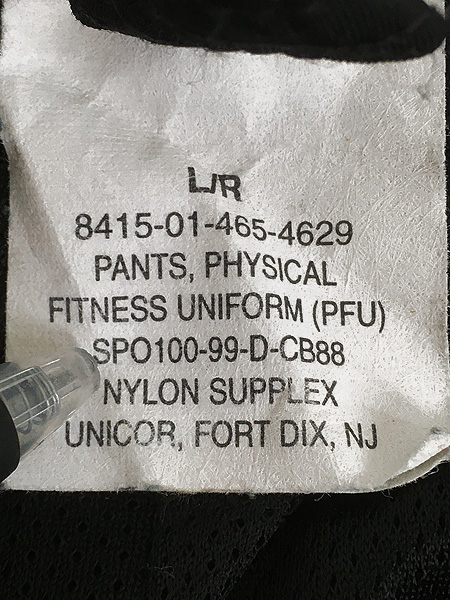 L/R
8415-01-465-4629
PANTS, PHYSICAL
FITNESS UNIFORM (PFU)
SPO100-99-D-CB88
NYLON SUPPLEX
UNICOR, FORT DIX, NJ